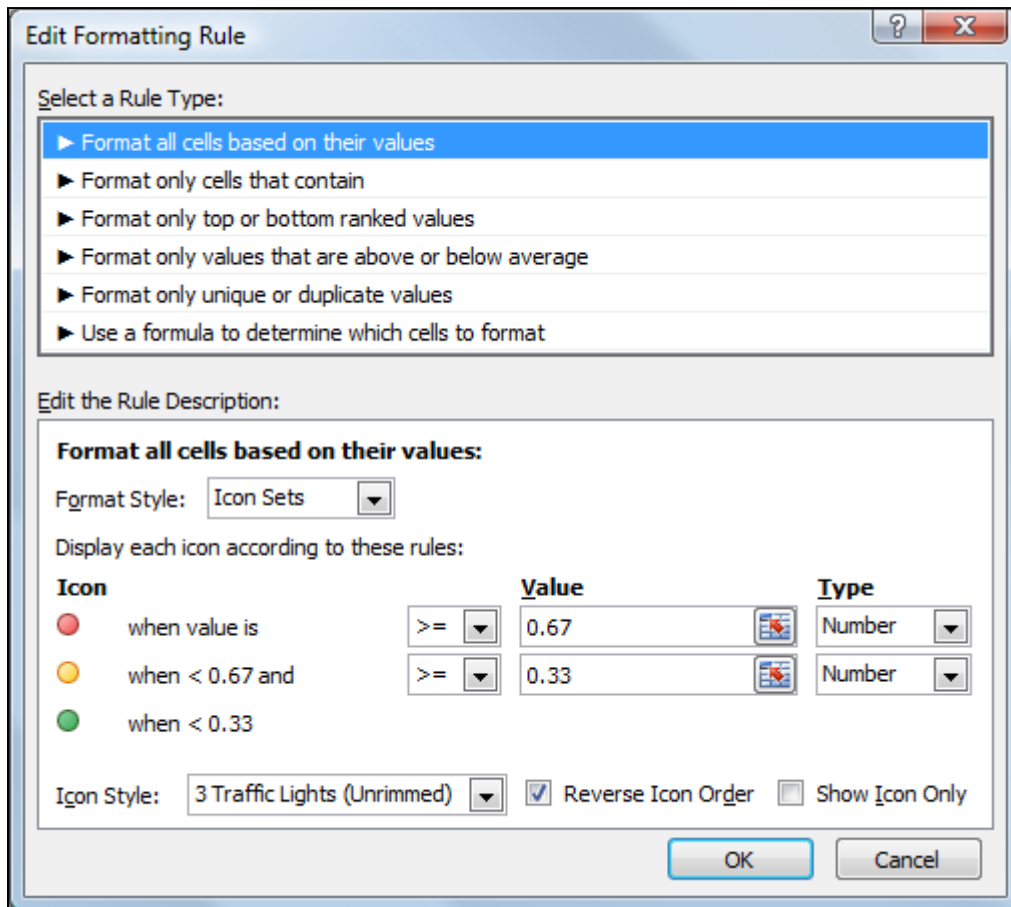 Edit Formatting Rule
Select a Rule Type:
► Format all cells based on their values
► Format only cells that contain
► Format only top or bottom ranked values
► Format only values that are above or below average
► Format only unique or duplicate values
► Use a formula to determine which cells to format
Edit the Rule Description:
Format all cells based on their values:
Format Style: Icon Sets
Display each icon according to these rules:
Icon Value Type
when value is >= 0.67 Number
when < 0.67 and >= 0.33 Number
when < 0.33
Icon Style: 3 Traffic Lights (Unrimmed) Reverse Icon Order Show Icon Only
OK Cancel